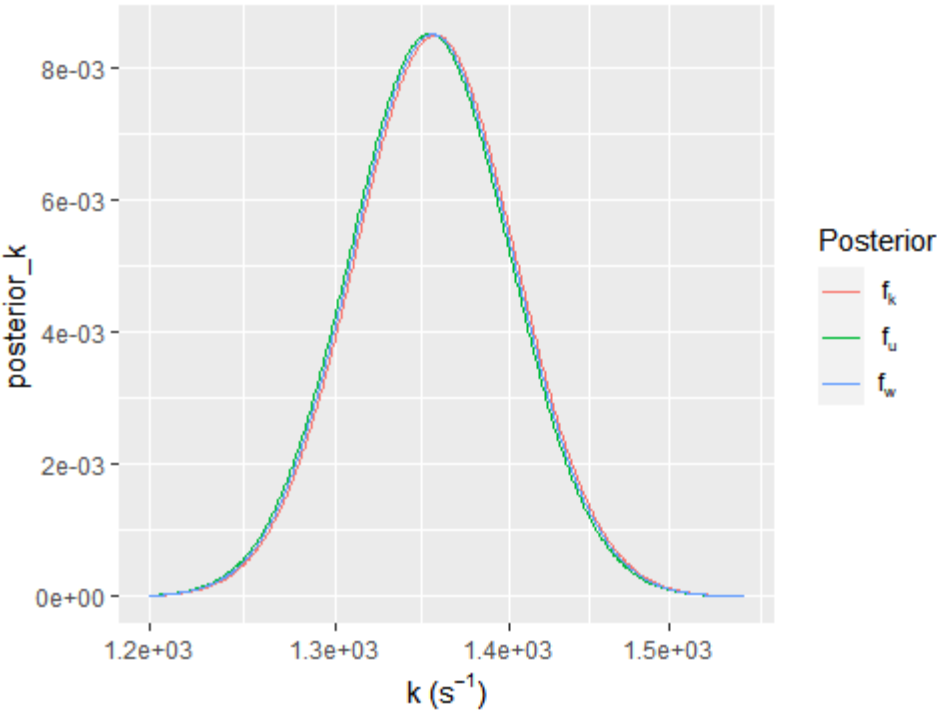 8e-03
6e-03
4e-03
2e-03
0e+00
posterior_k
1.2e+03 1.3e+03 1.4e+03 1.5e+03
k (s⁻¹)
Posterior
fₖ
fᵤ
f_w